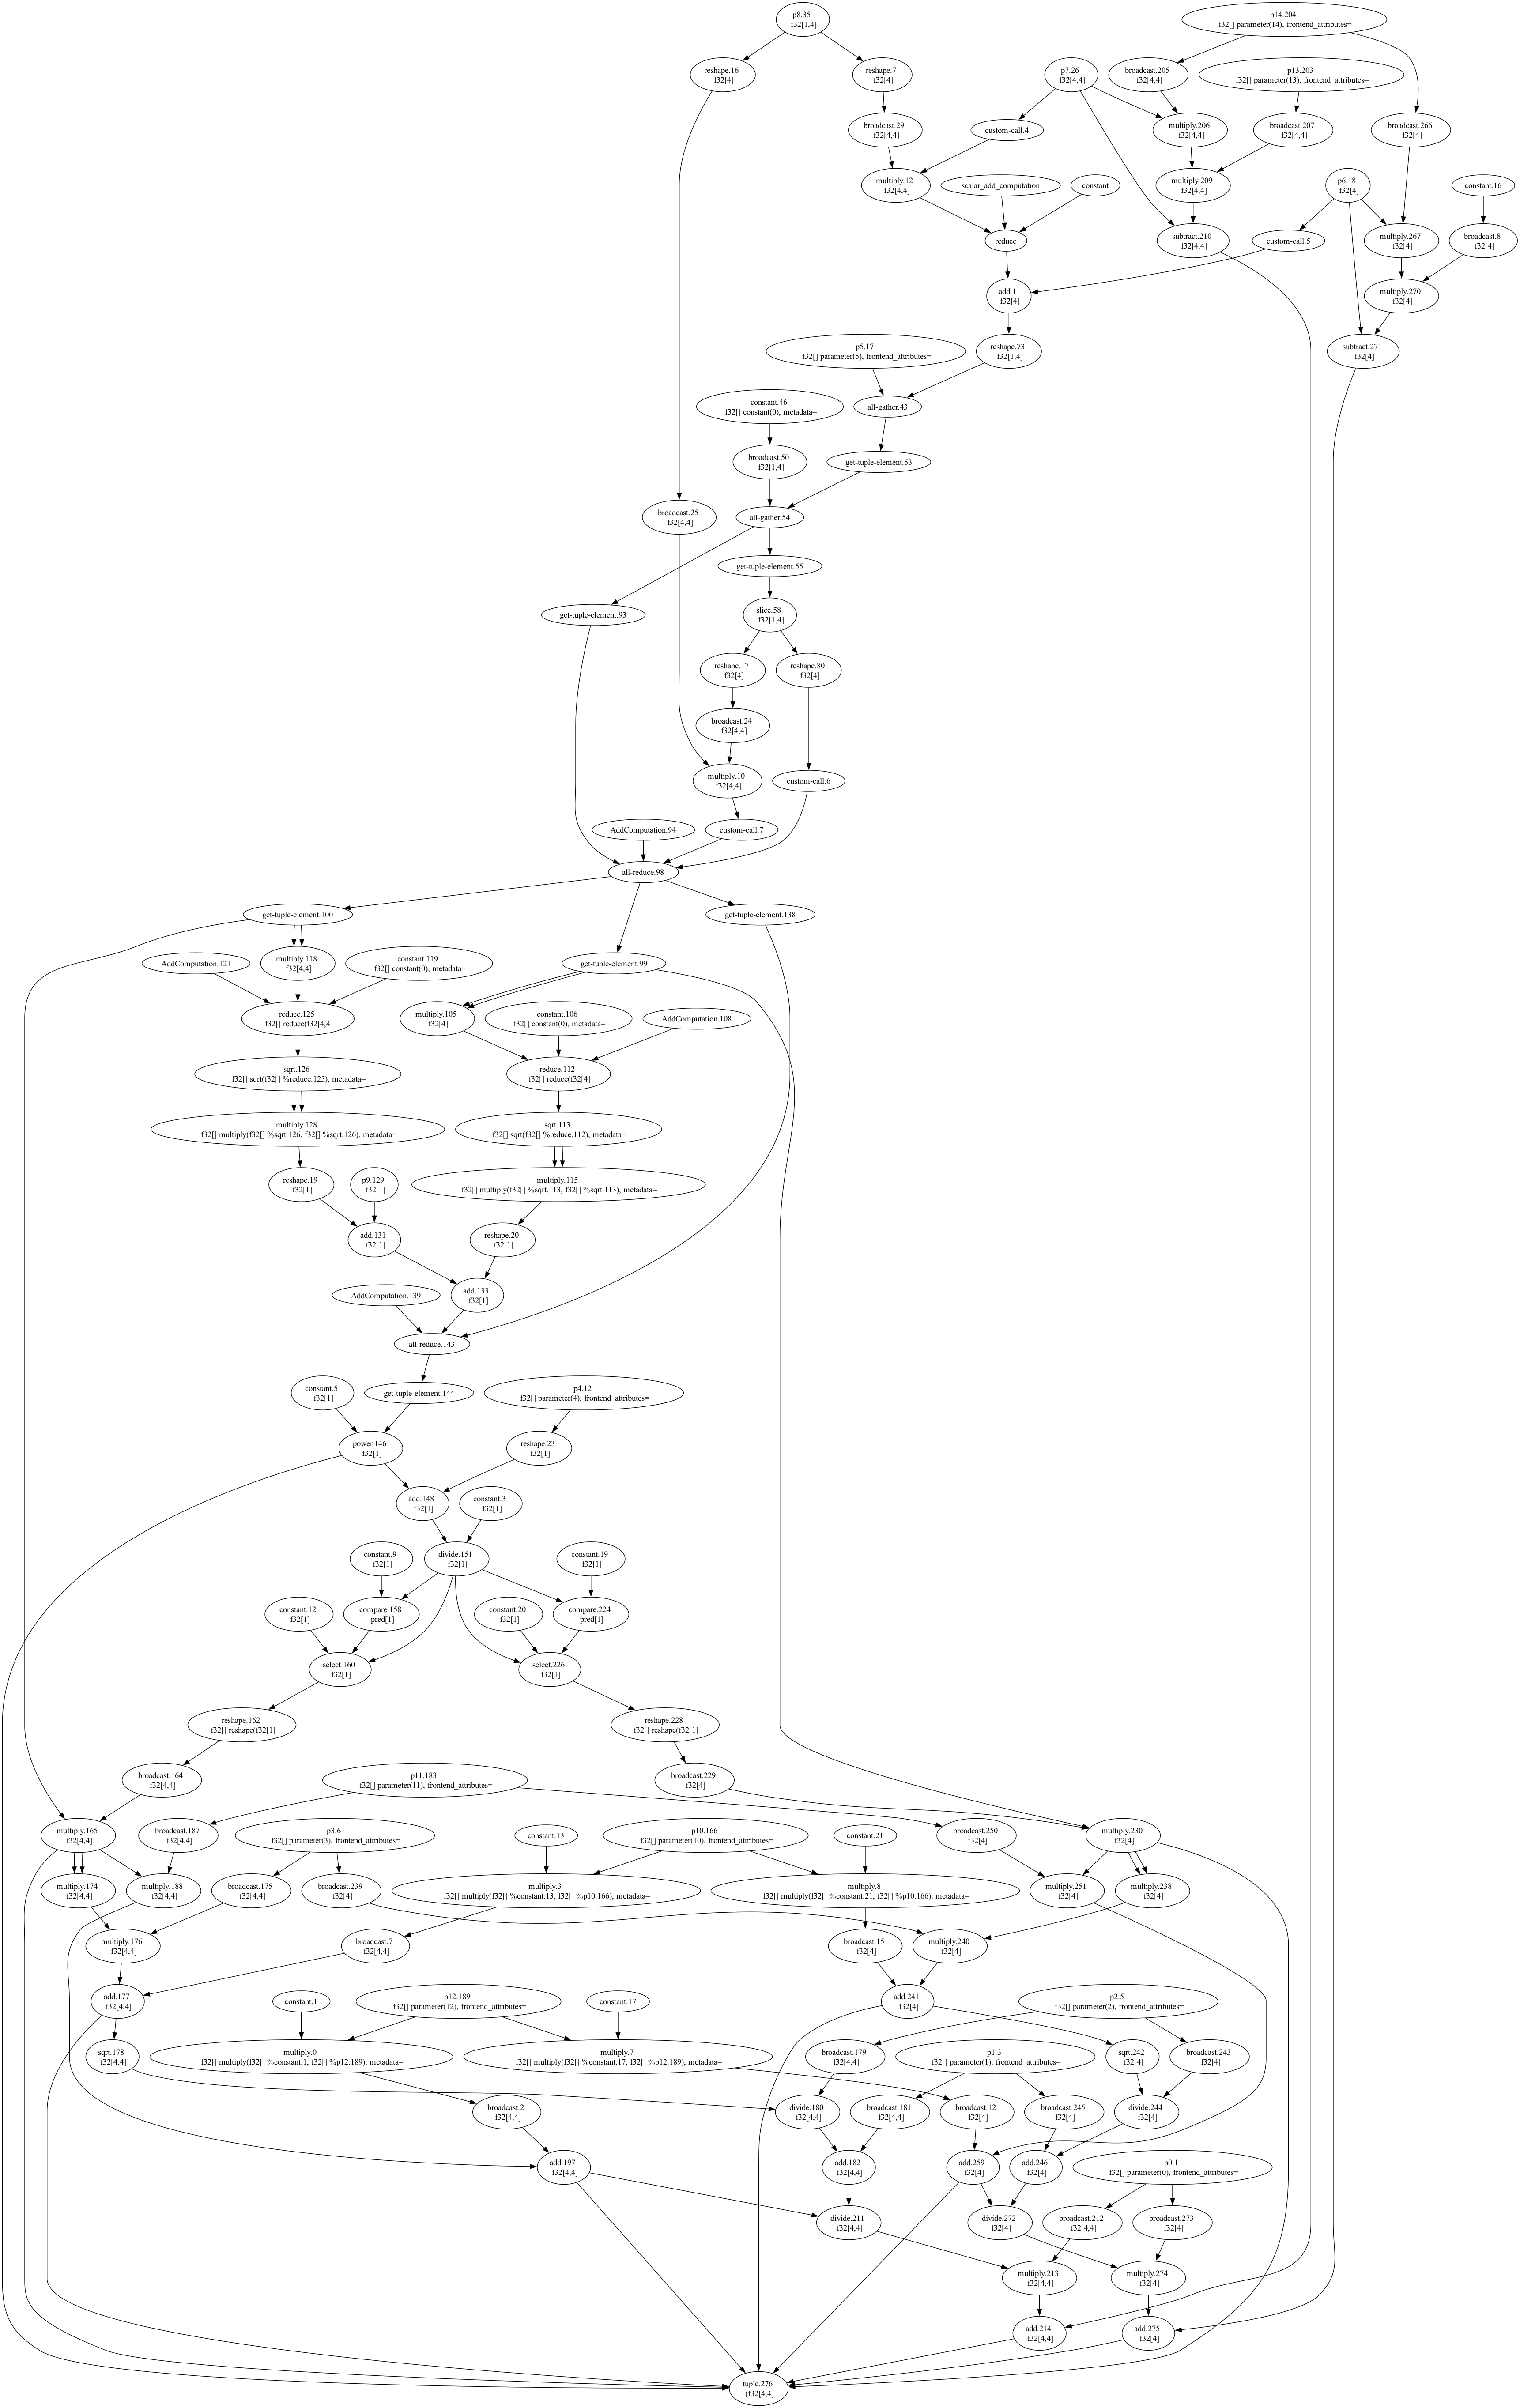 p8.35
f32[1,4]
p14.204
f32[] parameter(14), frontend_attributes=
reshape.16
f32[4]
reshape.7
f32[4]
p7.26
f32[4,4]
broadcast.205
f32[4,4]
p13.203
f32[] parameter(13), frontend_attributes=
broadcast.29
f32[4,4]
custom-call.4
multiply.206
f32[4,4]
broadcast.207
f32[4,4]
broadcast.266
f32[4]
multiply.12
f32[4,4]
scalar_add_computation
constant
multiply.209
f32[4,4]
p6.18
f32[4]
constant.16
reduce
subtract.210
f32[4,4]
custom-call.5
multiply.267
f32[4]
broadcast.8
f32[4]
add.1
f32[4]
multiply.270
f32[4]
p5.17
f32[] parameter(5), frontend_attributes=
reshape.73
f32[1,4]
subtract.271
f32[4]
constant.46
f32[] constant(0), metadata=
all-gather.43
broadcast.50
f32[1,4]
get-tuple-element.53
broadcast.25
f32[4,4]
all-gather.54
get-tuple-element.55
get-tuple-element.93
slice.58
f32[1,4]
reshape.17
f32[4]
reshape.80
f32[4]
broadcast.24
f32[4,4]
multiply.10
f32[4,4]
custom-call.6
AddComputation.94
custom-call.7
all-reduce.98
get-tuple-element.100
get-tuple-element.138
AddComputation.121
multiply.118
f32[4,4]
constant.119
f32[] constant(0), metadata=
get-tuple-element.99
reduce.125
f32[] reduce(f32[4,4]
multiply.105
f32[4]
constant.106
f32[] constant(0), metadata=
AddComputation.108
sqrt.126
f32[] sqrt(f32[] %reduce.125), metadata=
reduce.112
f32[] reduce(f32[4]
multiply.128
f32[] multiply(f32[] %sqrt.126, f32[] %sqrt.126), metadata=
sqrt.113
f32[] sqrt(f32[] %reduce.112), metadata=
reshape.19
f32[1]
p9.129
f32[1]
multiply.115
f32[] multiply(f32[] %sqrt.113, f32[] %sqrt.113), metadata=
add.131
f32[1]
reshape.20
f32[1]
AddComputation.139
add.133
f32[1]
all-reduce.143
constant.5
f32[1]
get-tuple-element.144
p4.12
f32[] parameter(4), frontend_attributes=
power.146
f32[1]
reshape.23
f32[1]
add.148
f32[1]
constant.3
f32[1]
constant.9
f32[1]
divide.151
f32[1]
constant.19
f32[1]
constant.12
f32[1]
compare.158
pred[1]
constant.20
f32[1]
compare.224
pred[1]
select.160
f32[1]
select.226
f32[1]
reshape.162
f32[] reshape(f32[1]
reshape.228
f32[] reshape(f32[1]
broadcast.164
f32[4,4]
p11.183
f32[] parameter(11), frontend_attributes=
broadcast.229
f32[4]
multiply.165
f32[4,4]
broadcast.187
f32[4,4]
p3.6
f32[] parameter(3), frontend_attributes=
constant.13
p10.166
f32[] parameter(10), frontend_attributes=
constant.21
broadcast.250
f32[4]
multiply.230
f32[4]
multiply.174
f32[4,4]
multiply.188
f32[4,4]
broadcast.175
f32[4,4]
broadcast.239
f32[4]
multiply.3
f32[] multiply(f32[] %constant.13, f32[] %p10.166), metadata=
multiply.8
f32[] multiply(f32[] %constant.21, f32[] %p10.166), metadata=
multiply.251
f32[4]
multiply.238
f32[4]
multiply.176
f32[4,4]
broadcast.7
f32[4,4]
broadcast.15
f32[4]
multiply.240
f32[4]
add.177
f32[4,4]
constant.1
p12.189
f32[] parameter(12), frontend_attributes=
constant.17
add.241
f32[4]
p2.5
f32[] parameter(2), frontend_attributes=
sqrt.178
f32[4,4]
multiply.0
f32[] multiply(f32[] %constant.1, f32[] %p12.189), metadata=
multiply.7
f32[] multiply(f32[] %constant.17, f32[] %p12.189), metadata=
broadcast.179
f32[4,4]
p1.3
f32[] parameter(1), frontend_attributes=
sqrt.242
f32[4]
broadcast.243
f32[4]
broadcast.2
f32[4,4]
divide.180
f32[4,4]
broadcast.181
f32[4,4]
broadcast.12
f32[4]
broadcast.245
f32[4]
divide.244
f32[4]
add.197
f32[4,4]
add.182
f32[4,4]
add.259
f32[4]
add.246
f32[4]
p0.1
f32[] parameter(0), frontend_attributes=
divide.211
f32[4,4]
divide.272
f32[4]
broadcast.212
f32[4,4]
broadcast.273
f32[4]
multiply.213
f32[4,4]
multiply.274
f32[4]
add.214
f32[4,4]
add.275
f32[4]
tuple.276
(f32[4,4]